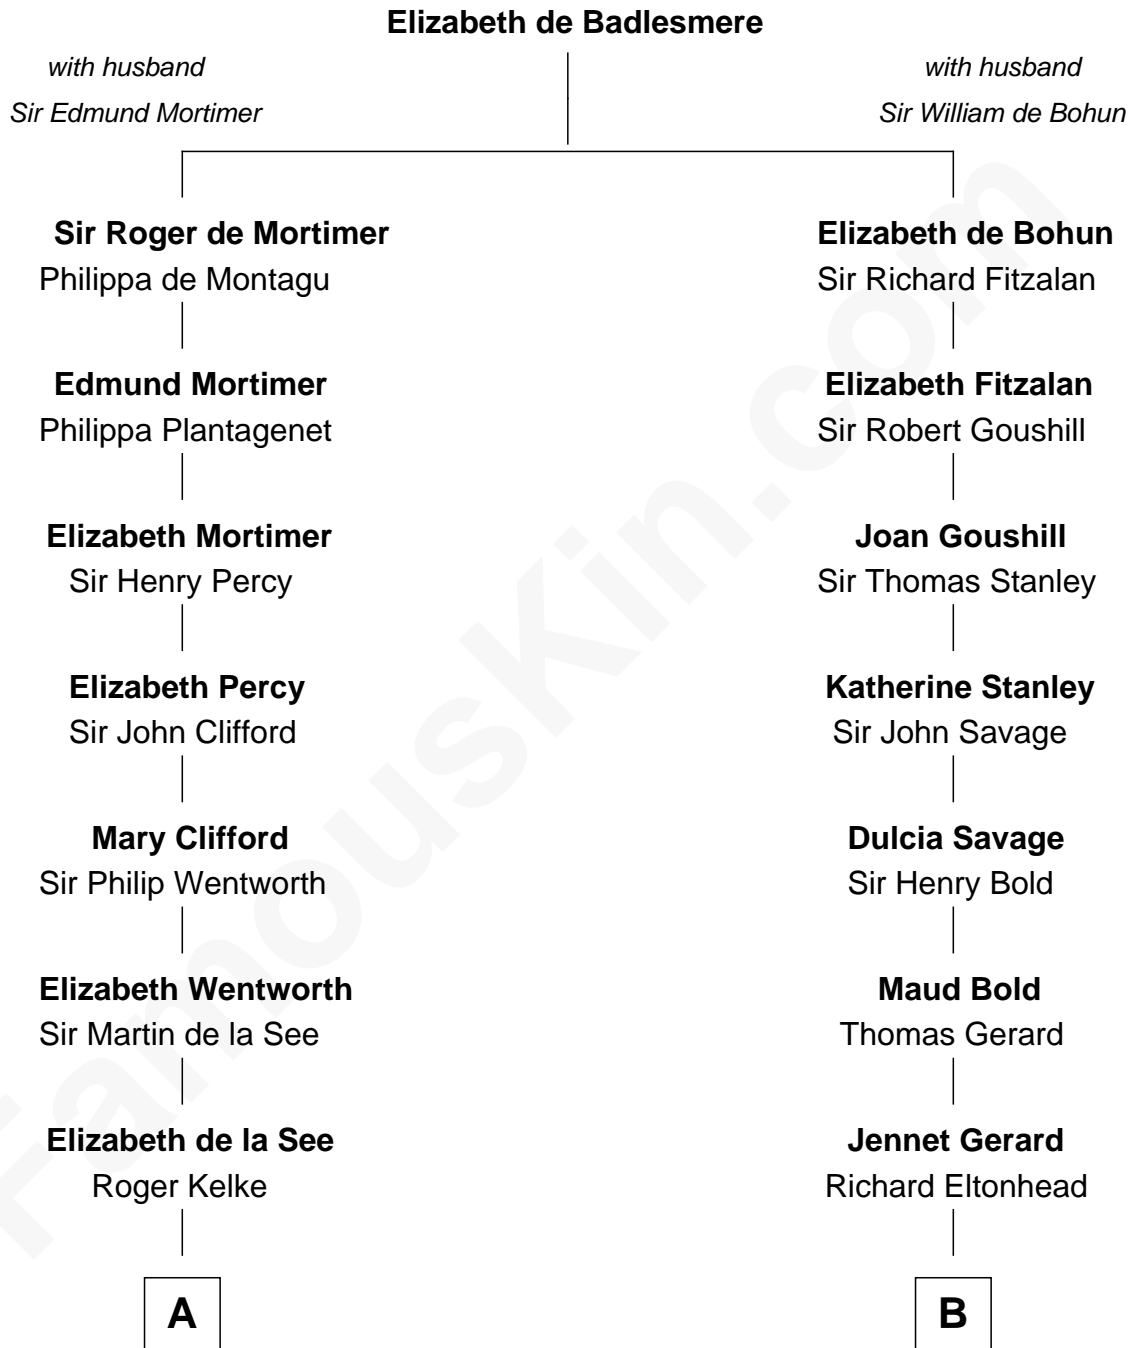 Elizabeth de Badlesmere
with husband
Sir Edmund Mortimer
with husband
Sir William de Bohun
Sir Roger de Mortimer
Philippa de Montagu
Elizabeth de Bohun
Sir Richard Fitzalan
Edmund Mortimer
Philippa Plantagenet
Elizabeth Fitzalan
Sir Robert Goushill
Elizabeth Mortimer
Sir Henry Percy
Joan Goushill
Sir Thomas Stanley
Elizabeth Percy
Sir John Clifford
Katherine Stanley
Sir John Savage
Mary Clifford
Sir Philip Wentworth
Dulcia Savage
Sir Henry Bold
Elizabeth Wentworth
Sir Martin de la See
Maud Bold
Thomas Gerard
Elizabeth de la See
Roger Kelke
Jennet Gerard
Richard Eltonhead
A
B
FamousKin.com